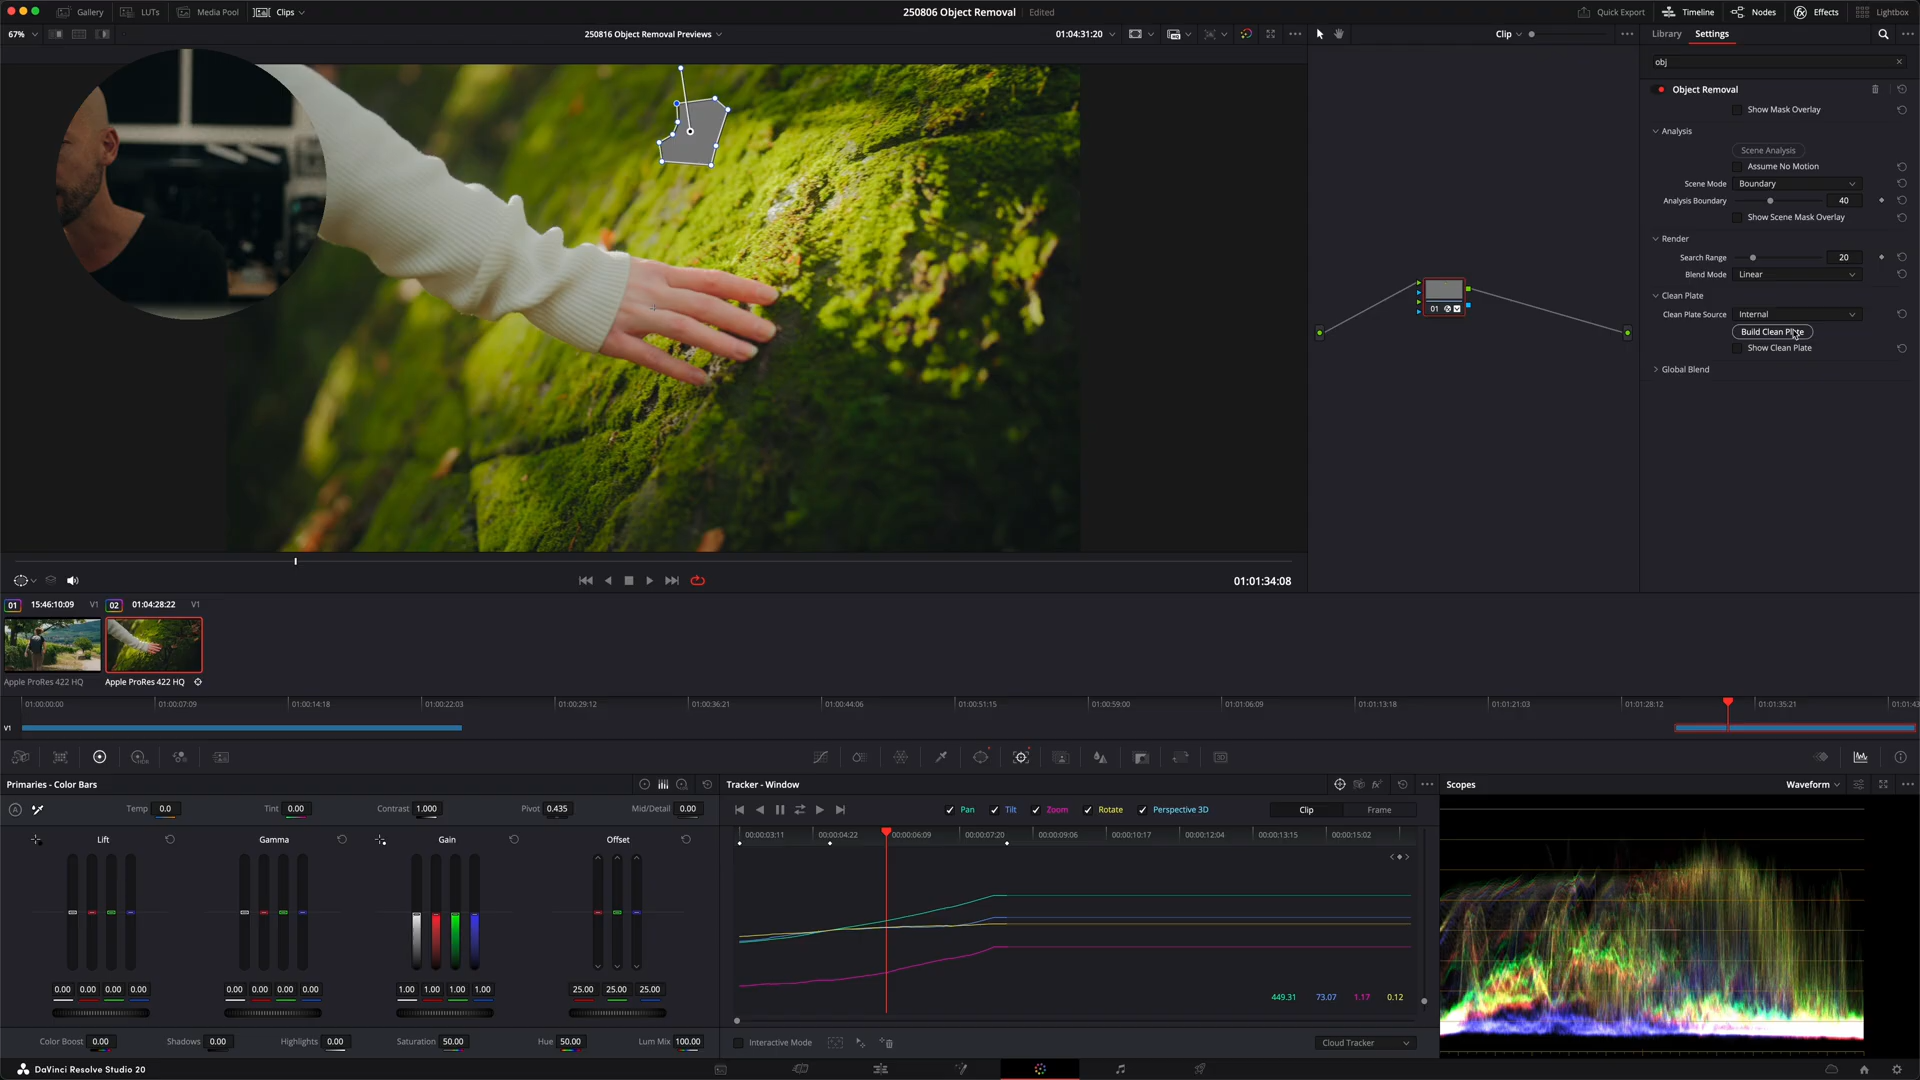 Gallery LUTs Media Pool Clips 250806 Object Removal Edited Quick Export Timeline Nodes Effects Lightbox
67% 250816 Object Removal Previews 01:04:31:20 Clip Library Settings
obj
Object Removal
Show Mask Overlay
Analysis
Scene Analysis
Assume No Motion
Scene Mode Boundary
Analysis Boundary 40
Show Scene Mask Overlay
Render
Search Range 20
Blend Mode Linear
Clean Plate
Clean Plate Source Internal
Build Clean Plate
Show Clean Plate
Global Blend
01
01:01:34:08
01 15:46:10:09 V1 02 01:04:28:22 V1
Apple ProRes 422 HQ Apple ProRes 422 HQ
01:00:00:00 01:00:07:09 01:00:14:18 01:00:22:03 01:00:29:12 01:00:36:21 01:00:44:06 01:00:51:15 01:00:59:00 01:01:06:09 01:01:13:18 01:01:21:03 01:01:28:12 01:01:35:21 01:01:43
V1
Primaries - Color Bars Tracker - Window Scopes Waveform
Temp 0.0 Tint 0.00 Contrast 1.000 Pivot 0.435 Mid/Detail 0.00 Pan Tilt Zoom Rotate Perspective 3D Clip Frame
00:00:03:11 00:00:04:22 00:00:06:09 00:00:07:20 00:00:09:06 00:00:10:17 00:00:12:04 00:00:13:15 00:00:15:02
Lift Gamma Gain Offset
0.00 0.00 0.00 0.00 0.00 0.00 0.00 0.00 1.00 1.00 1.00 1.00 25.00 25.00 25.00 449.31 73.07 1.17 0.12
Color Boost 0.00 Shadows 0.00 Highlights 0.00 Saturation 50.00 Hue 50.00 Lum Mix 100.00 Interactive Mode Cloud Tracker
DaVinci Resolve Studio 20